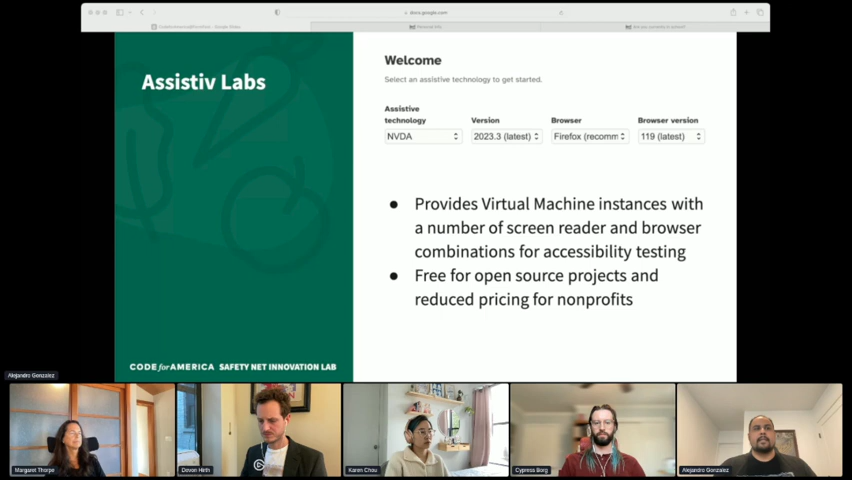 docs.google.com
Assistiv Labs
Welcome
Select an assistive technology to get started.
Assistive
technology
Version
Browser
Browser version
NVDA
2023.3 (latest)
Firefox (recomm
119 (latest)
● Provides Virtual Machine instances with
a number of screen reader and browser
combinations for accessibility testing
● Free for open source projects and
reduced pricing for nonprofits
CODE for AMERICA SAFETY NET INNOVATION LAB
Alejandro Gonzalez
Margaret Thorpe
Devon Hirth
Karen Chou
Cypress Borg
Alejandro Gonzalez